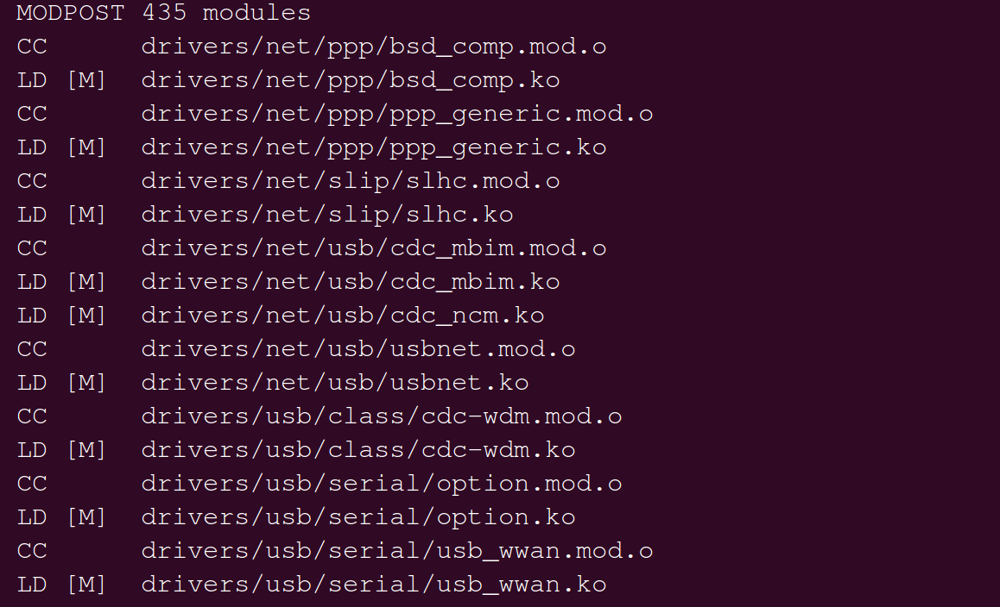 MODPOST 435 modules
CC      drivers/net/ppp/bsd_comp.mod.o
LD [M]  drivers/net/ppp/bsd_comp.ko
CC      drivers/net/ppp/ppp_generic.mod.o
LD [M]  drivers/net/ppp/ppp_generic.ko
CC      drivers/net/slip/slhc.mod.o
LD [M]  drivers/net/slip/slhc.ko
CC      drivers/net/usb/cdc_mbim.mod.o
LD [M]  drivers/net/usb/cdc_mbim.ko
LD [M]  drivers/net/usb/cdc_ncm.ko
CC      drivers/net/usb/usbnet.mod.o
LD [M]  drivers/net/usb/usbnet.ko
CC      drivers/usb/class/cdc-wdm.mod.o
LD [M]  drivers/usb/class/cdc-wdm.ko
CC      drivers/usb/serial/option.mod.o
LD [M]  drivers/usb/serial/option.ko
CC      drivers/usb/serial/usb_wwan.mod.o
LD [M]  drivers/usb/serial/usb_wwan.ko